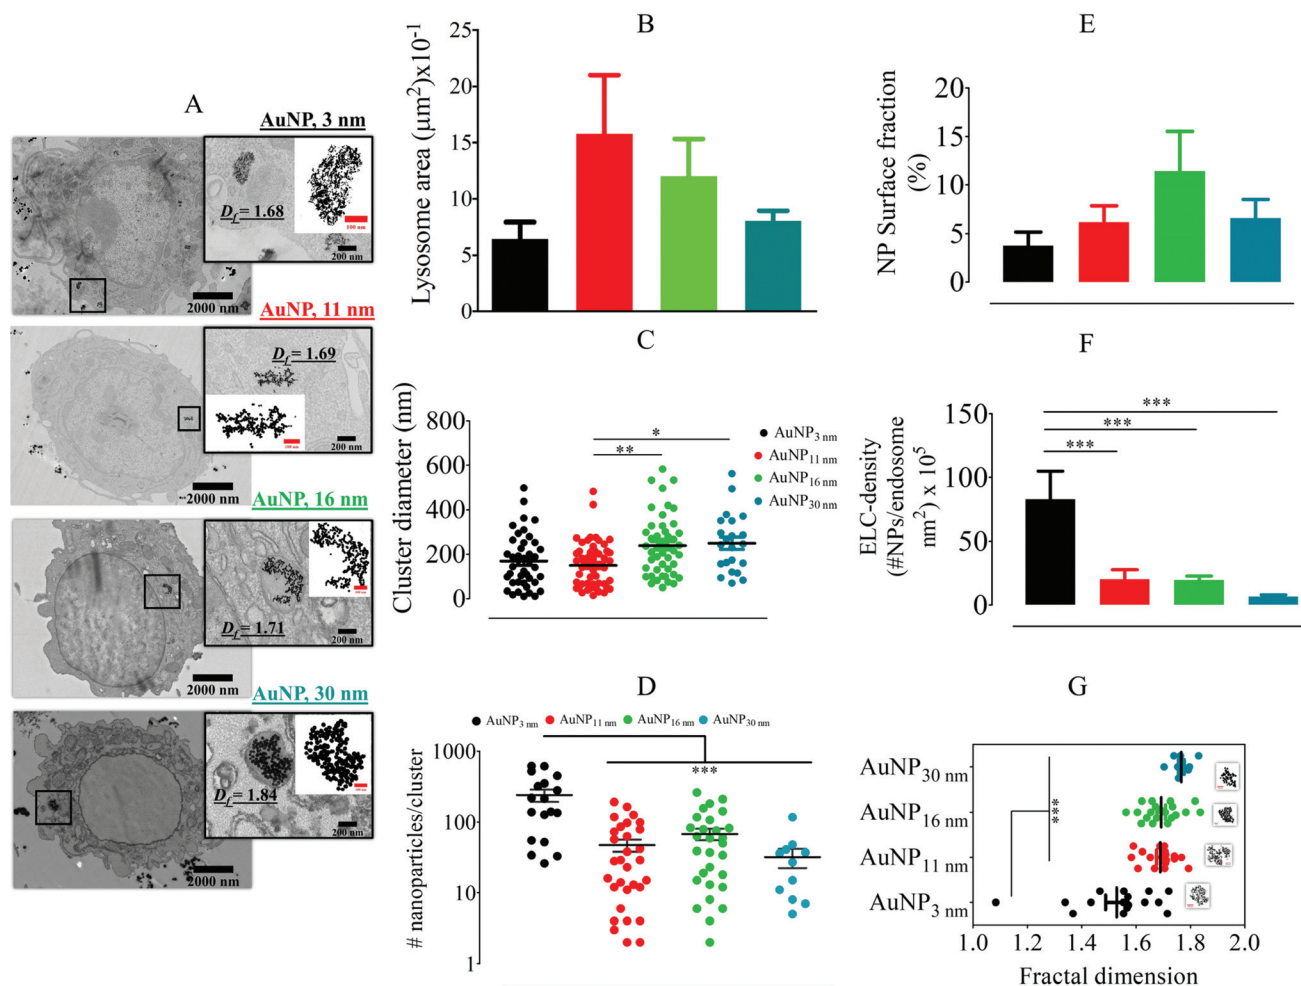 A
AuNP, 3 nm
D_f = 1.68
100 nm
200 nm
2000 nm
AuNP, 11 nm
D_f = 1.69
200 nm
2000 nm
AuNP, 16 nm
D_f = 1.71
200 nm
2000 nm
AuNP, 30 nm
D_f = 1.84
200 nm
2000 nm
B
Lysosome area (μm²)x10⁻¹
25
20
15
10
5
0
C
Cluster diameter (nm)
800
600
400
200
0
*
**
AuNP3 nm
AuNP11 nm
AuNP16 nm
AuNP30 nm
D
AuNP3 nm AuNP11 nm AuNP16 nm AuNP30 nm
# nanoparticles/cluster
1000
100
10
1
***
E
NP Surface fraction
(%)
20
15
10
5
0
F
ELC-density
(#NPs/endosome
nm²) x 10⁵
150
100
50
0
***
***
***
G
AuNP30 nm
AuNP16 nm
AuNP11 nm
AuNP3 nm
***
1.0 1.2 1.4 1.6 1.8 2.0
Fractal dimension